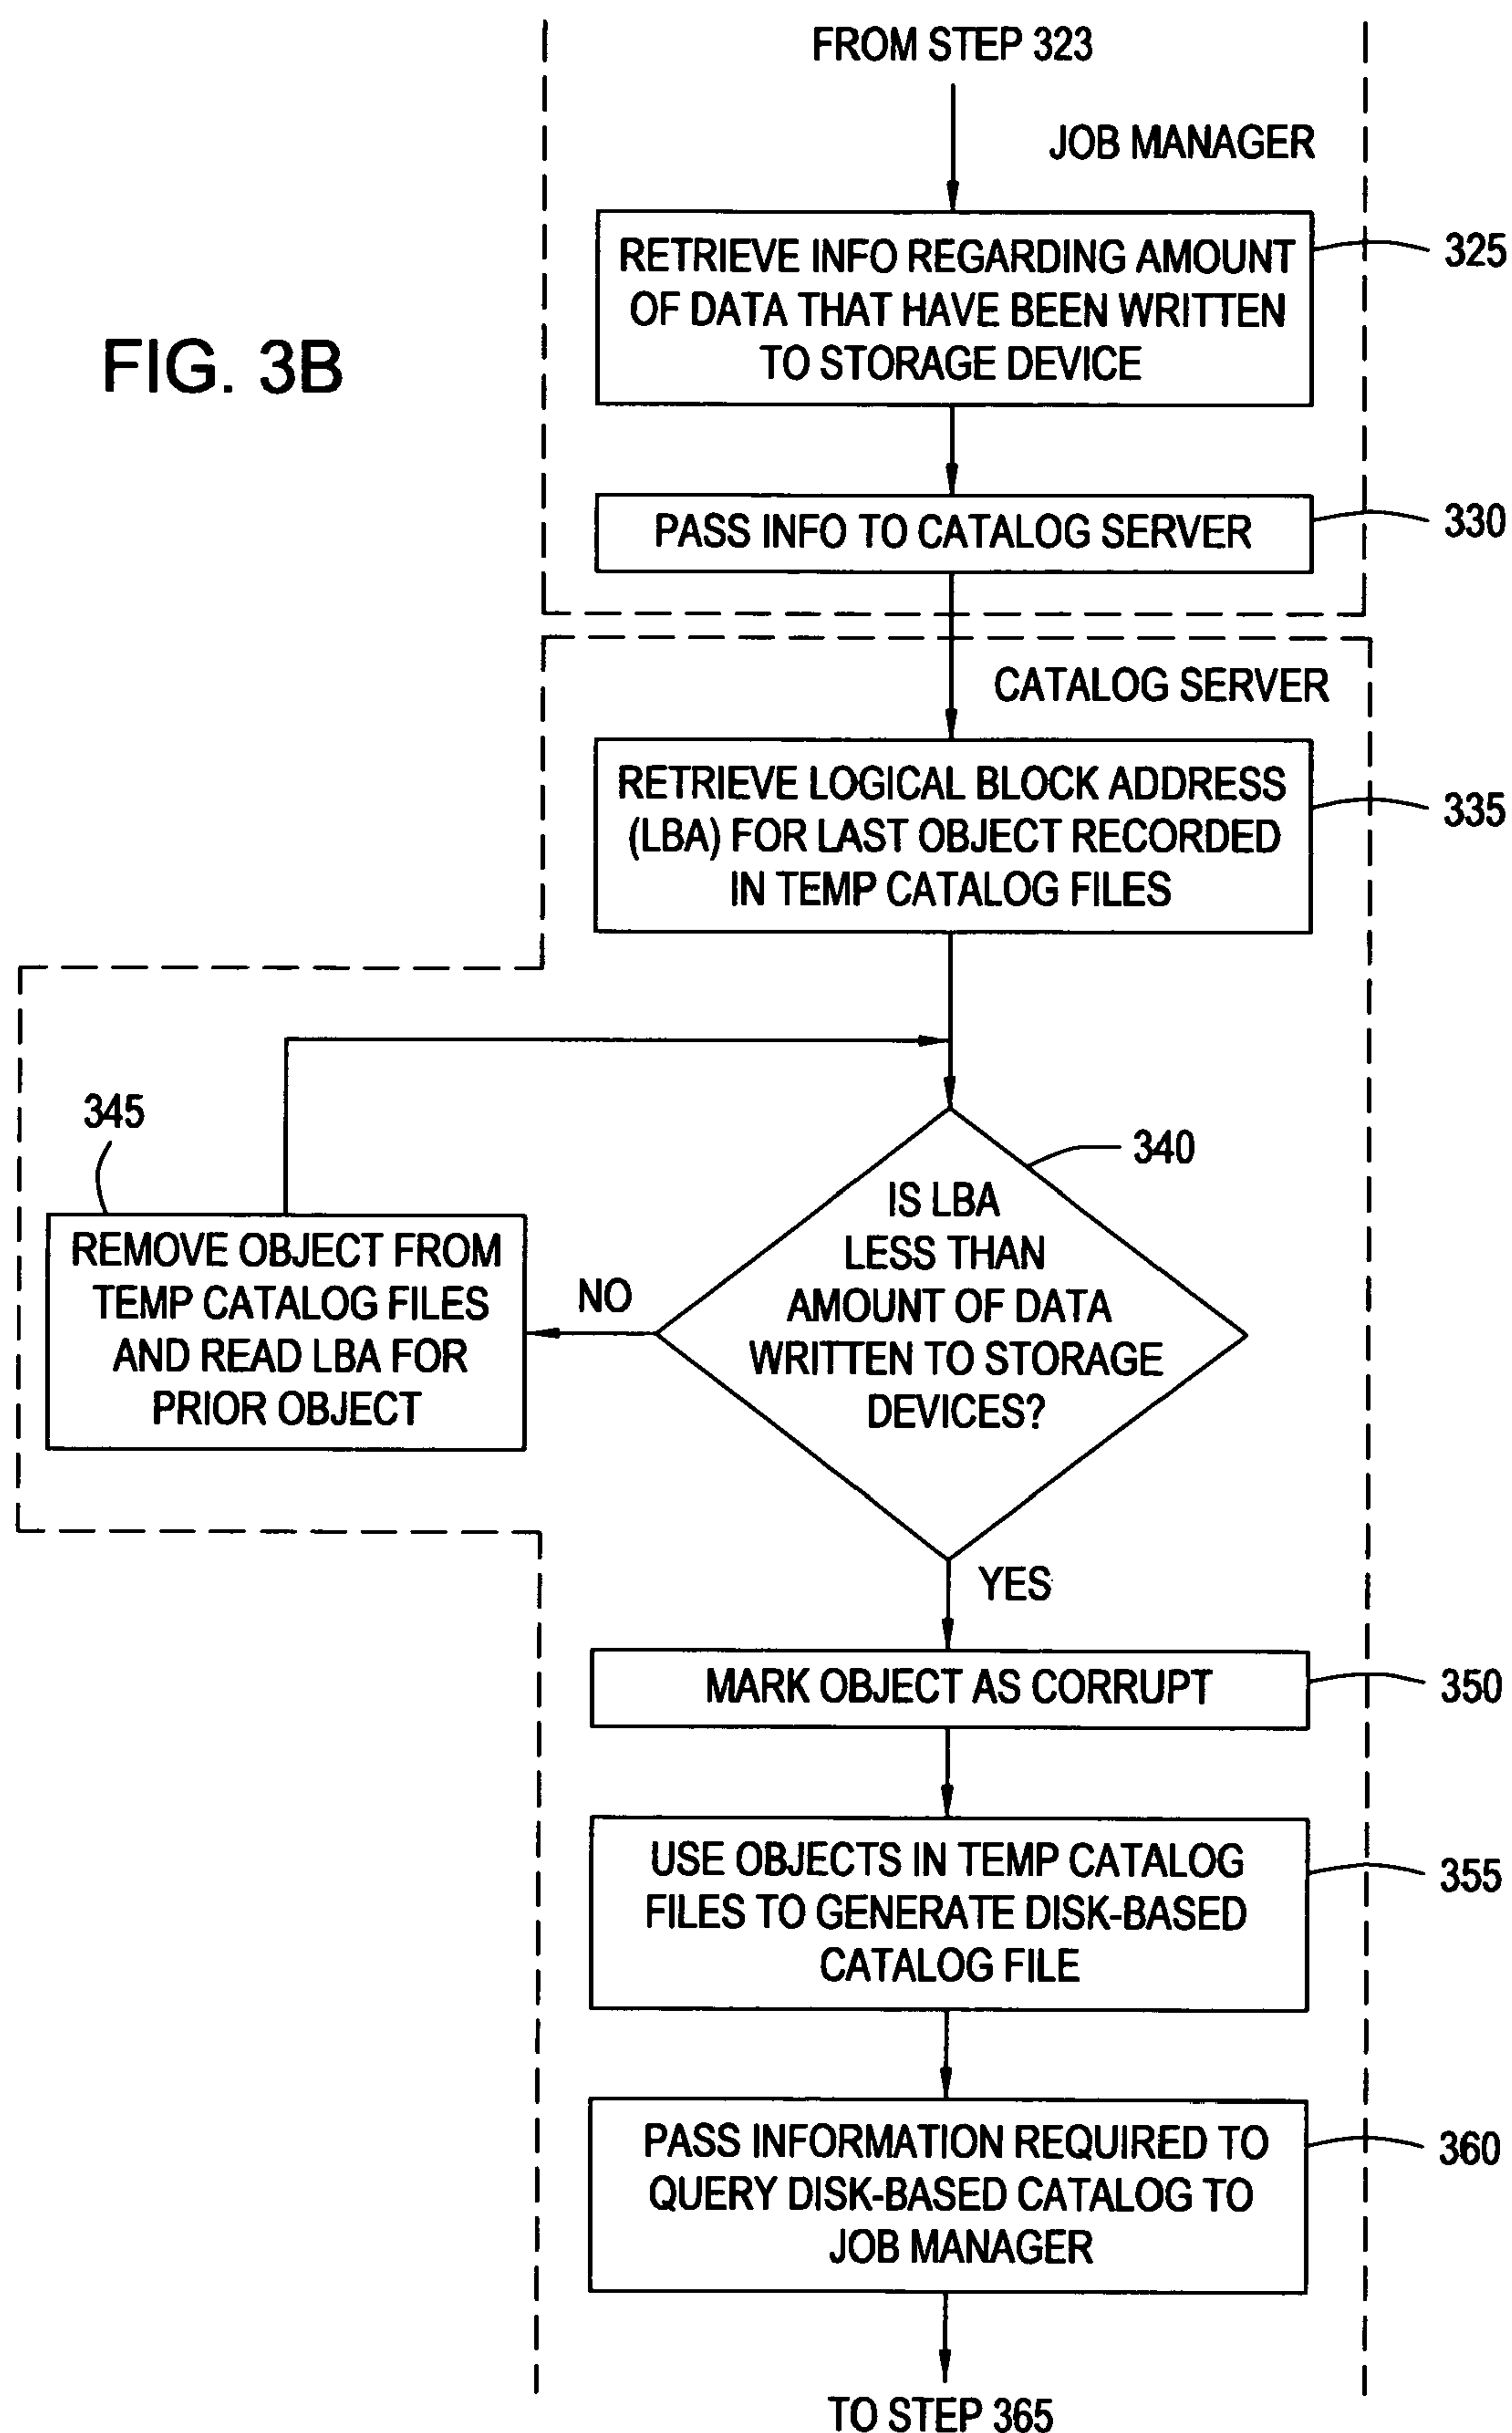 FROM STEP 323
JOB MANAGER
RETRIEVE INFO REGARDING AMOUNT
OF DATA THAT HAVE BEEN WRITTEN
TO STORAGE DEVICE
325
FIG. 3B
PASS INFO TO CATALOG SERVER
330
CATALOG SERVER
RETRIEVE LOGICAL BLOCK ADDRESS
(LBA) FOR LAST OBJECT RECORDED
IN TEMP CATALOG FILES
335
345
340
IS LBA
LESS THAN
AMOUNT OF DATA
WRITTEN TO STORAGE
DEVICES?
REMOVE OBJECT FROM
TEMP CATALOG FILES
AND READ LBA FOR
PRIOR OBJECT
NO
YES
MARK OBJECT AS CORRUPT
350
USE OBJECTS IN TEMP CATALOG
FILES TO GENERATE DISK-BASED
CATALOG FILE
355
PASS INFORMATION REQUIRED TO
QUERY DISK-BASED CATALOG TO
JOB MANAGER
360
TO STEP 365